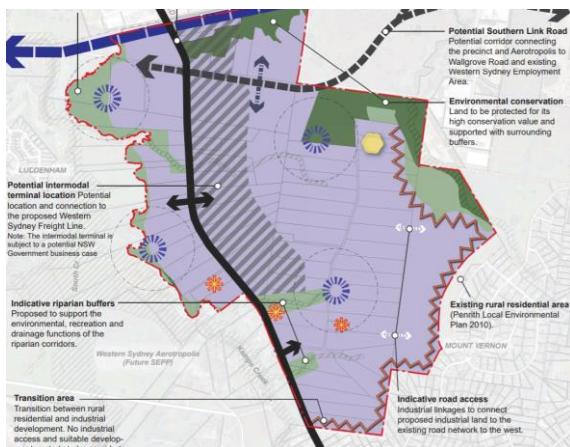 Potential Southern Link Road
Potential corridor connecting
the precinct and Aerotropolis to
Wallgrove Road and existing
Western Sydney Employment
Area.
Environmental conservation
Land to be protected for its
high conservation value and
supported with surrounding
buffers.
LUDDENHAM
Potential intermodal
terminal location Potential
location and connection to
the proposed Western
Sydney Freight Line.
Note: The intermodal terminal is
subject to a potential NSW
Government business case
South Cr
Indicative riparian buffers
Proposed to support the
environmental, recreation and
drainage functions of the
riparian corridors.
Existing rural residential area
(Penrith Local Environmental
Plan 2010).
MOUNT VERNON
Western Sydney Aerotropolis
(Future SEPP)
Kemps Creek
Transition area
Transition between rural
residential and industrial
development. No industrial
access and suitable develop-
Indicative road access
Industrial linkages to connect
proposed industrial land to the
existing road network to the west.